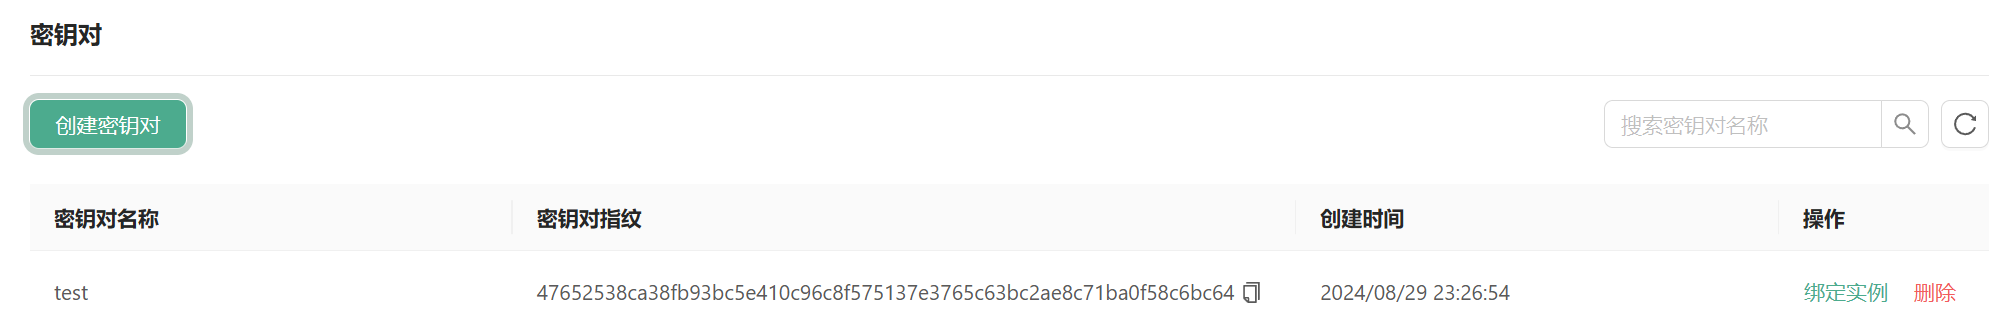 密钥对
创建密钥对
搜索密钥对名称
密钥对名称 密钥对指纹 创建时间 操作
test 47652538ca38fb93bc5e410c96c8f575137e3765c63bc2ae8c71ba0f58c6bc64 2024/08/29 23:26:54 绑定实例 删除